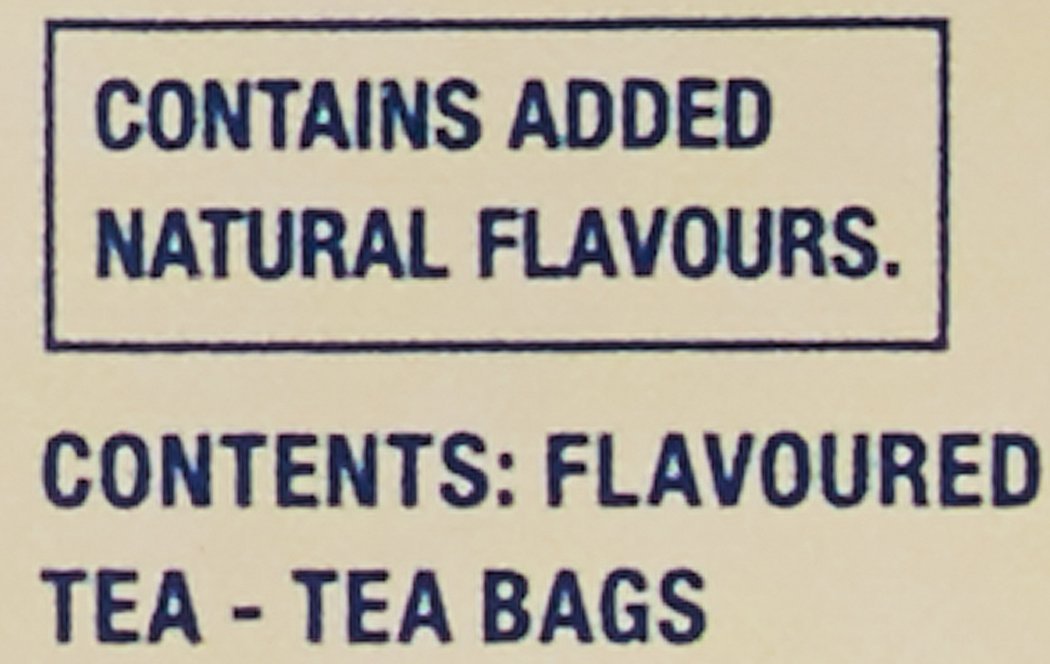 CONTAINS ADDED
NATURAL FLAVOURS.
CONTENTS: FLAVOURED
TEA - TEA BAGS